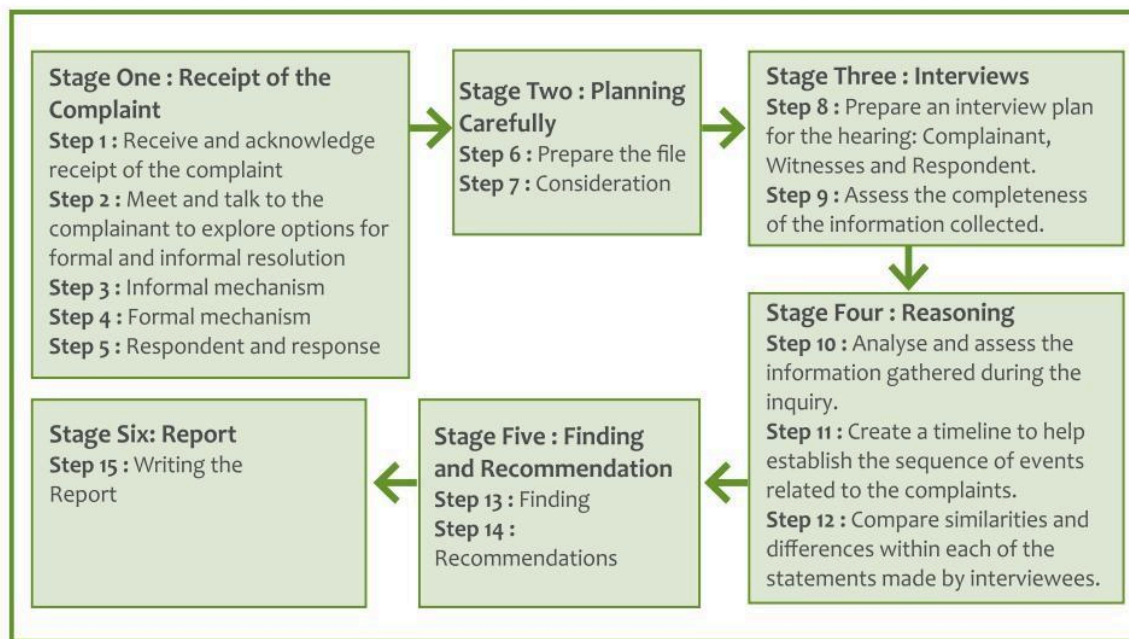 Stage One : Receipt of the
Complaint
Step 1 : Receive and acknowledge
receipt of the complaint
Step 2 : Meet and talk to the
complainant to explore options for
formal and informal resolution
Step 3 : Informal mechanism
Step 4 : Formal mechanism
Step 5 : Respondent and response
Stage Two : Planning
Carefully
Step 6 : Prepare the file
Step 7 : Consideration
Stage Three : Interviews
Step 8 : Prepare an interview plan
for the hearing: Complainant,
Witnesses and Respondent.
Step 9 : Assess the completeness
of the information collected.
Stage Four : Reasoning
Step 10 : Analyse and assess the
information gathered during the
inquiry.
Step 11 : Create a timeline to help
establish the sequence of events
related to the complaints.
Step 12 : Compare similarities and
differences within each of the
statements made by interviewees.
Stage Five : Finding
and Recommendation
Step 13 : Finding
Step 14 :
Recommendations
Stage Six: Report
Step 15 : Writing the
Report